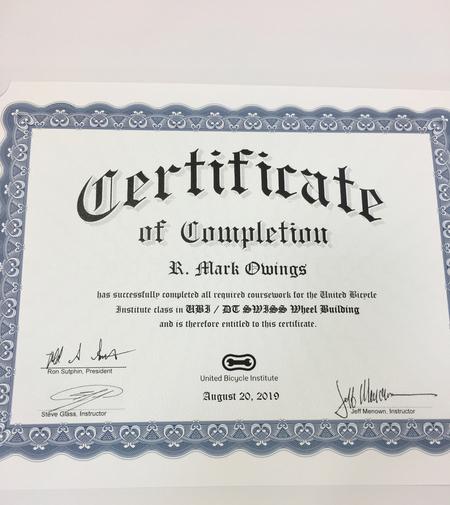 Certificate
of Completion
R. Mark Owings
has successfully completed all required coursework for the United Bicycle
Institute class in UBI / DT SWISS Wheel Building
and is therefore entitled to this certificate.
Ron Sutphin, President
United Bicycle Institute
August 20, 2019
Steve Glass, Instructor
Jeff Menown
Jeff Menown, Instructor